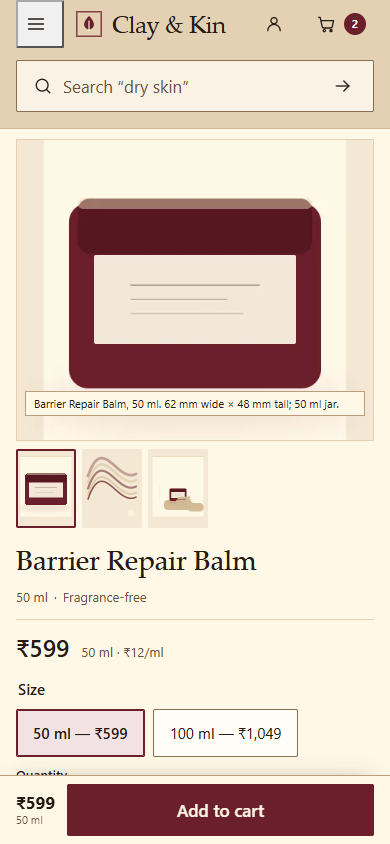 Clay & Kin
2
Search “dry skin”
Barrier Repair Balm, 50 ml. 62 mm wide × 48 mm tall; 50 ml jar.
Barrier Repair Balm
50 ml · Fragrance-free
₹599 50 ml · ₹12/ml
Size
50 ml — ₹599 100 ml — ₹1,049
Quantity
₹599
50 ml
Add to cart